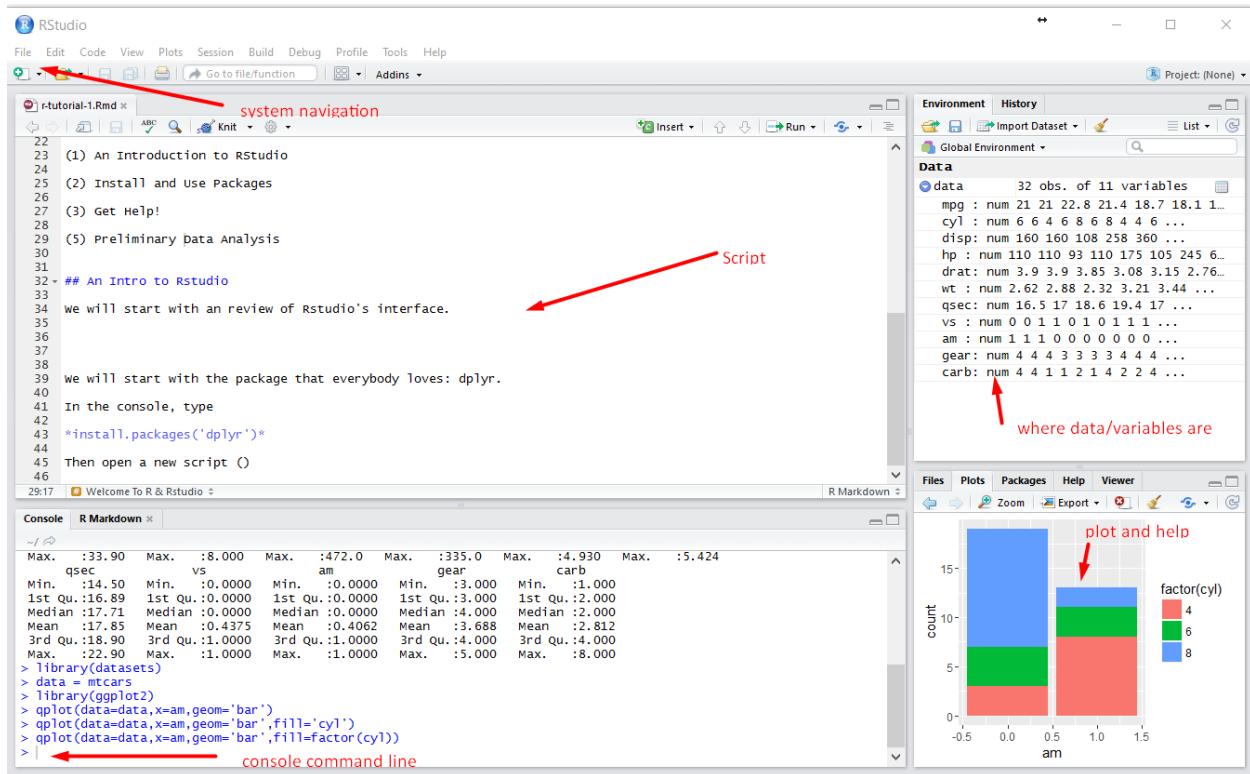 RStudio
File Edit Code View Plots Session Build Debug Profile Tools Help
Go to file/function Addins Project: (None)
system navigation
r-tutorial-1.Rmd
ABC Knit Insert Run
22
23 (1) An Introduction to RStudio
24
25 (2) Install and Use Packages
26
27 (3) Get Help!
28
29 (5) Preliminary Data Analysis
30
31
32 ## An Intro to Rstudio
33
34 We will start with an review of Rstudio's interface.
35
36
37
38
39 We will start with the package that everybody loves: dplyr.
40
41 In the console, type
42
43 *install.packages('dplyr')*
44
45 Then open a new script ()
46
Script
29:17 Welcome To R & Rstudio R Markdown
Console R Markdown
~/
Max. :33.90 Max. :8.000 Max. :472.0 Max. :335.0 Max. :4.930 Max. :5.424
qsec vs am gear carb
Min. :14.50 Min. :0.0000 Min. :0.0000 Min. :3.000 Min. :1.000
1st Qu.:16.89 1st Qu.:0.0000 1st Qu.:0.0000 1st Qu.:3.000 1st Qu.:2.000
Median :17.71 Median :0.0000 Median :0.0000 Median :4.000 Median :2.000
Mean :17.85 Mean :0.4375 Mean :0.4062 Mean :3.688 Mean :2.812
3rd Qu.:18.90 3rd Qu.:1.0000 3rd Qu.:1.0000 3rd Qu.:4.000 3rd Qu.:4.000
Max. :22.90 Max. :1.0000 Max. :1.0000 Max. :5.000 Max. :8.000
> library(datasets)
> data = mtcars
> library(ggplot2)
> qplot(data=data,x=am,geom='bar')
> qplot(data=data,x=am,geom='bar',fill='cyl')
> qplot(data=data,x=am,geom='bar',fill=factor(cyl))
>
console command line
Environment History
Import Dataset List
Global Environment
Data
data 32 obs. of 11 variables
mpg : num 21 21 22.8 21.4 18.7 18.1 1…
cyl : num 6 6 4 6 8 6 8 4 4 6 ...
disp: num 160 160 108 258 360 ...
hp : num 110 110 93 110 175 105 245 6…
drat: num 3.9 3.9 3.85 3.08 3.15 2.76…
wt : num 2.62 2.88 2.32 3.21 3.44 ...
qsec: num 16.5 17 18.6 19.4 17 ...
vs : num 0 0 1 1 0 1 0 1 1 1 ...
am : num 1 1 1 0 0 0 0 0 0 0 ...
gear: num 4 4 4 3 3 3 3 4 4 4 ...
carb: num 4 4 1 1 2 1 4 2 2 4 ...
where data/variables are
Files Plots Packages Help Viewer
Zoom Export
plot and help
factor(cyl)
4
6
8
count
15
10
5
0
-0.5 0.0 0.5 1.0 1.5
am